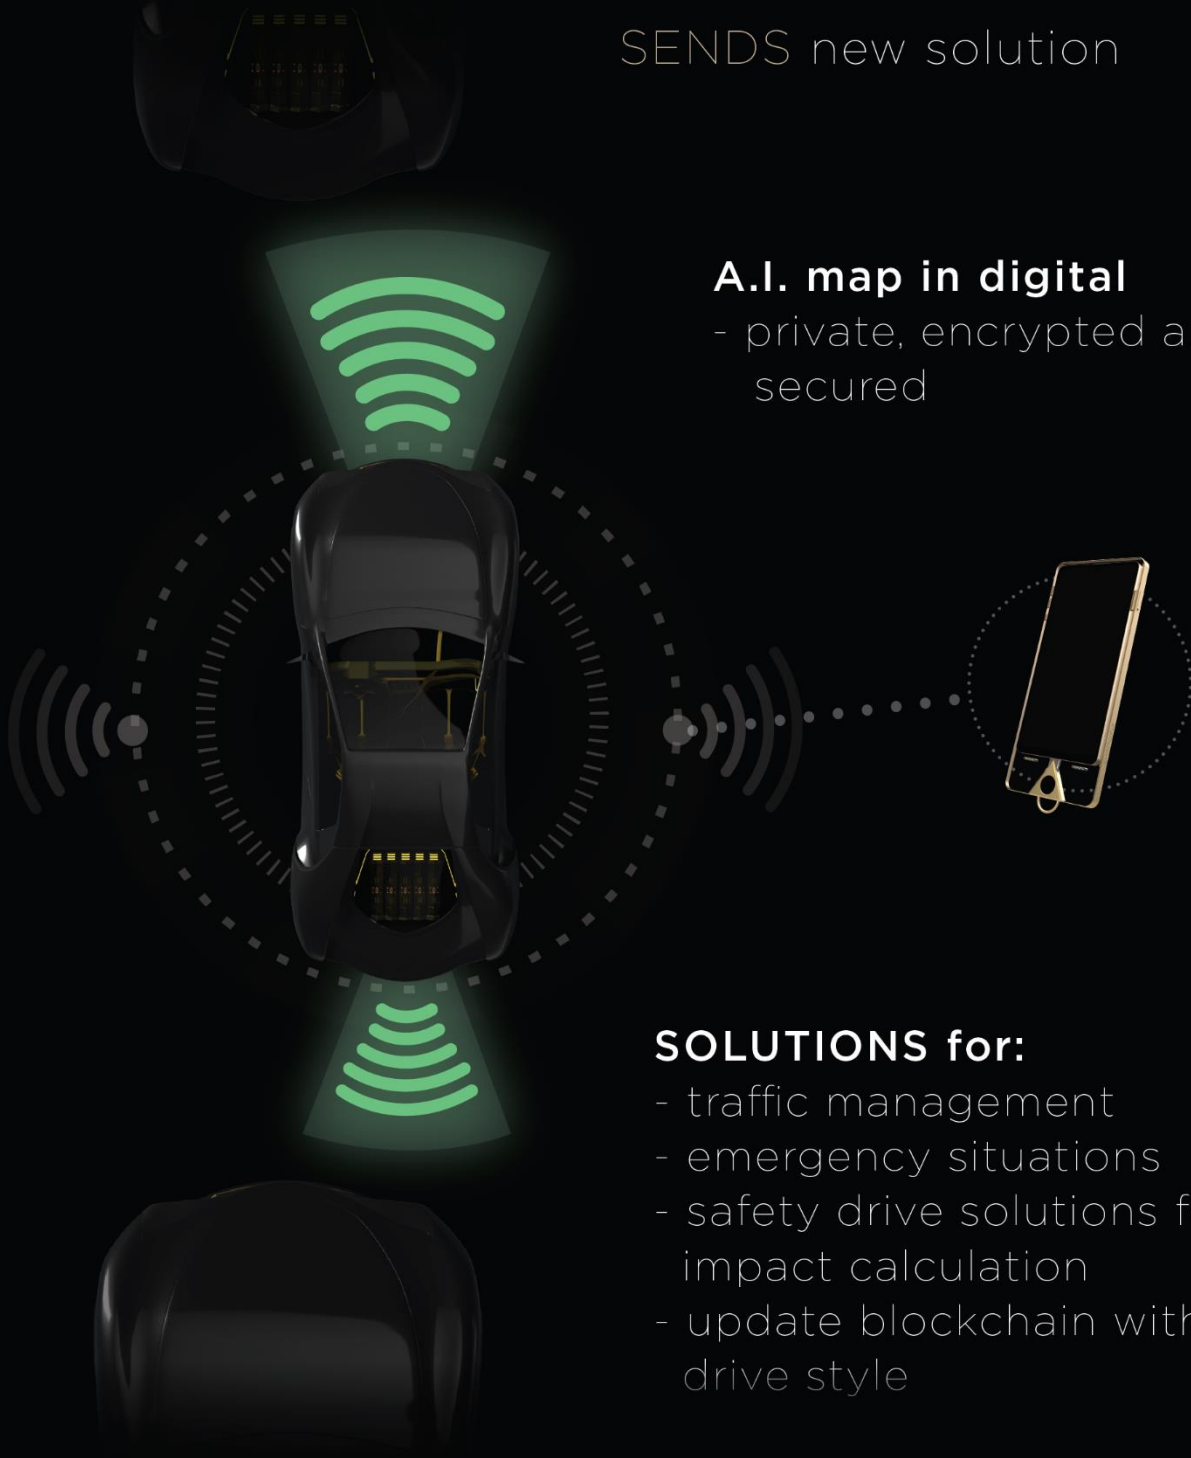 SENDS new solution
A.I. map in digital
- private, encrypted a
secured
SOLUTIONS for:
- traffic management
- emergency situations
- safety drive solutions f
impact calculation
- update blockchain with
drive style